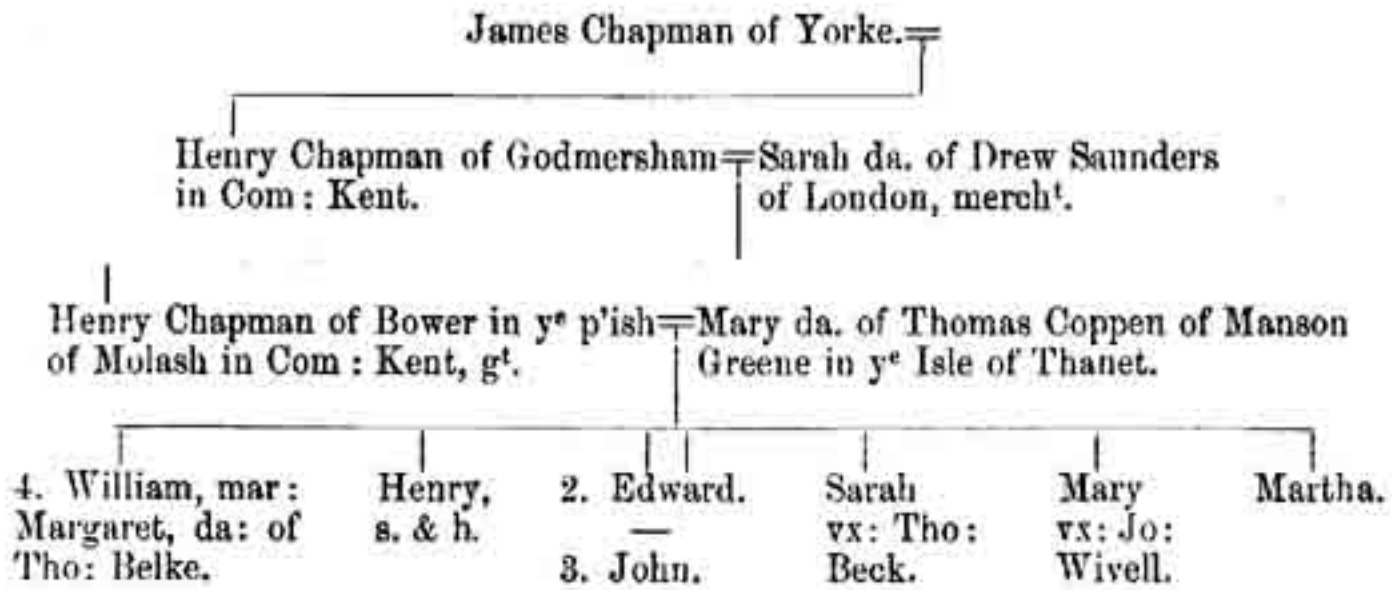 James Chapman of Yorke.
Henry Chapman of Godmersham
in Com : Kent.
Sarah da. of Drew Saunders
of London, mercht.
Henry Chapman of Bower in ye p'ish
of Molash in Com : Kent, gt.
Mary da. of Thomas Coppen of Manson
Greene in ye Isle of Thanet.
4. William, mar :
Margaret, da: of
Tho: Belke.
Henry,
s. & h.
2. Edward.
—
3. John.
Sarah
vx: Tho :
Beck.
Mary
vx: Jo:
Wivell.
Martha.